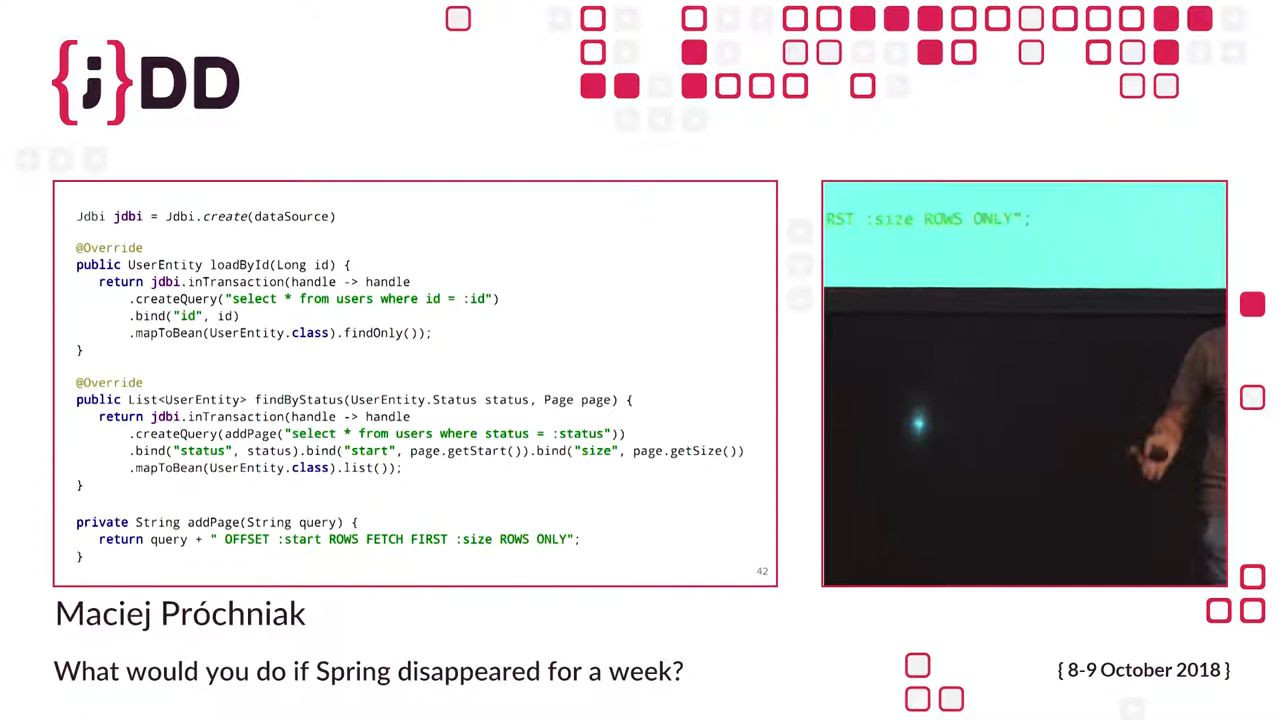 {j}DD
Jdbi jdbi = Jdbi.create(dataSource)
@Override
public UserEntity loadById(Long id) {
return jdbi.inTransaction(handle -> handle
.createQuery("select * from users where id = :id")
.bind("id", id)
.mapToBean(UserEntity.class).findOnly());
}
@Override
public List<UserEntity> findByStatus(UserEntity.Status status, Page page) {
return jdbi.inTransaction(handle -> handle
.createQuery(addPage("select * from users where status = :status"))
.bind("status", status).bind("start", page.getStart()).bind("size", page.getSize())
.mapToBean(UserEntity.class).list());
}
private String addPage(String query) {
return query + " OFFSET :start ROWS FETCH FIRST :size ROWS ONLY";
}
42
RST :size ROWS ONLY";
Maciej Próchniak
What would you do if Spring disappeared for a week?
{ 8-9 October 2018 }